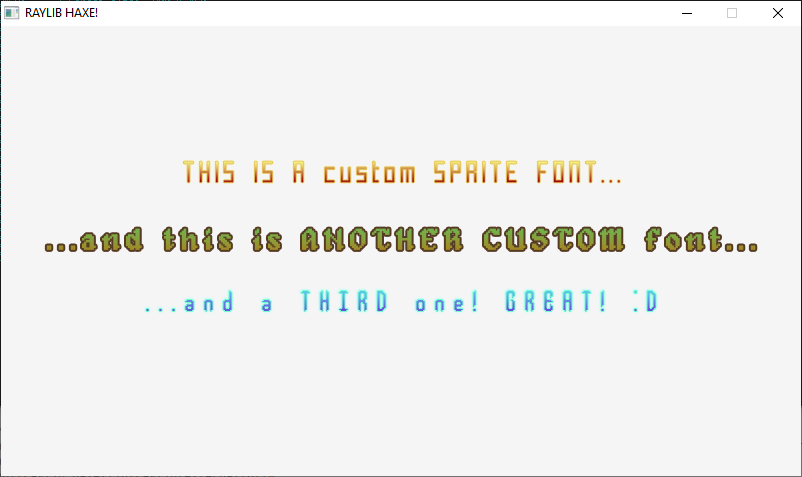 RAYLIB HAXE!
THIS IS A custom SPRITE FONT...
...and this is ANOTHER CUSTOM font...
...and a THIRD one! GREAT! :D